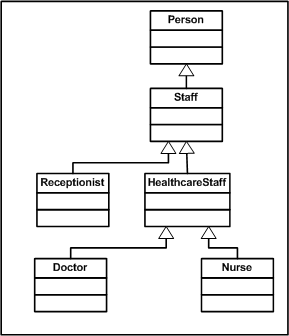 Person
Staff
Receptionist
HealthcareStaff
Doctor
Nurse